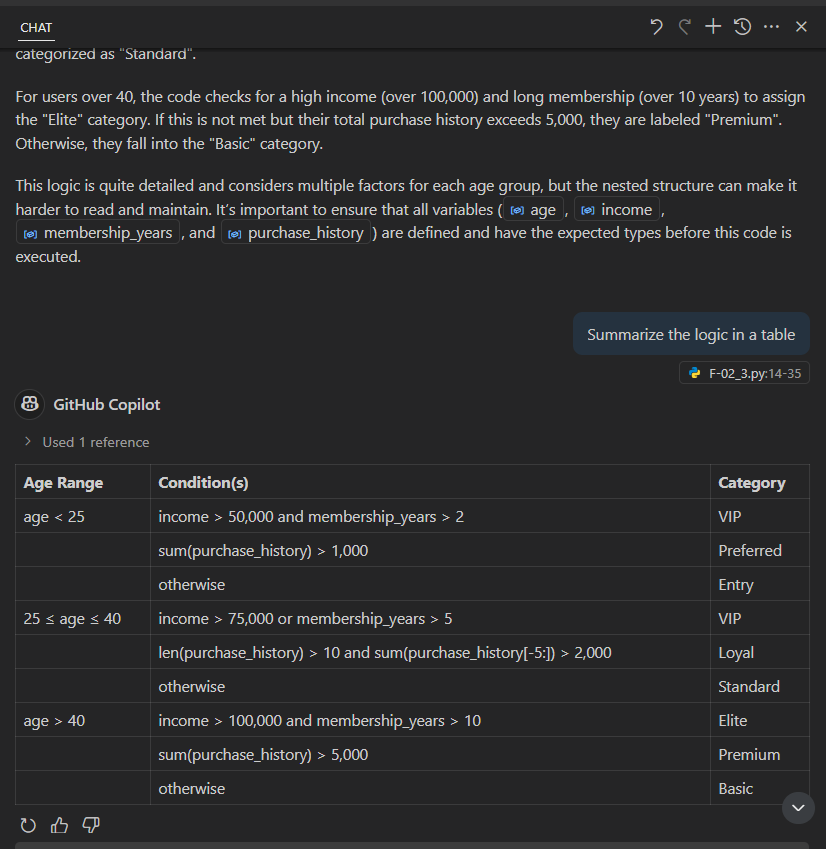 CHAT
categorized as "Standard".
For users over 40, the code checks for a high income (over 100,000) and long membership (over 10 years) to assign
the "Elite" category. If this is not met but their total purchase history exceeds 5,000, they are labeled "Premium".
Otherwise, they fall into the "Basic" category.
This logic is quite detailed and considers multiple factors for each age group, but the nested structure can make it
harder to read and maintain. It's important to ensure that all variables ( age , income ,
membership_years , and purchase_history ) are defined and have the expected types before this code is
executed.
Summarize the logic in a table
F-02_3.py:14-35
GitHub Copilot
Used 1 reference
Age Range Condition(s) Category
age < 25 income > 50,000 and membership_years > 2 VIP
sum(purchase_history) > 1,000 Preferred
otherwise Entry
25 ≤ age ≤ 40 income > 75,000 or membership_years > 5 VIP
len(purchase_history) > 10 and sum(purchase_history[-5:]) > 2,000 Loyal
otherwise Standard
age > 40 income > 100,000 and membership_years > 10 Elite
sum(purchase_history) > 5,000 Premium
otherwise Basic